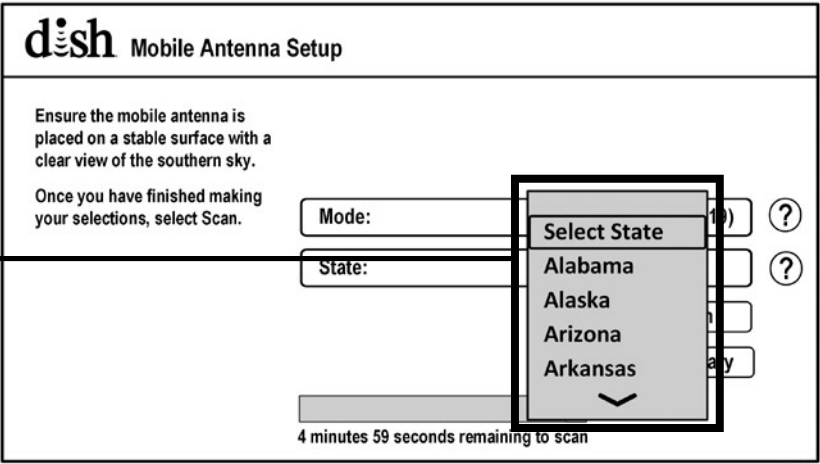 dish Mobile Antenna Setup
Ensure the mobile antenna is
placed on a stable surface with a
clear view of the southern sky.
Once you have finished making
your selections, select Scan.
Mode:
19)
?
State:
?
Select State
Alabama
Alaska
Arizona
Arkansas
4 minutes 59 seconds remaining to scan